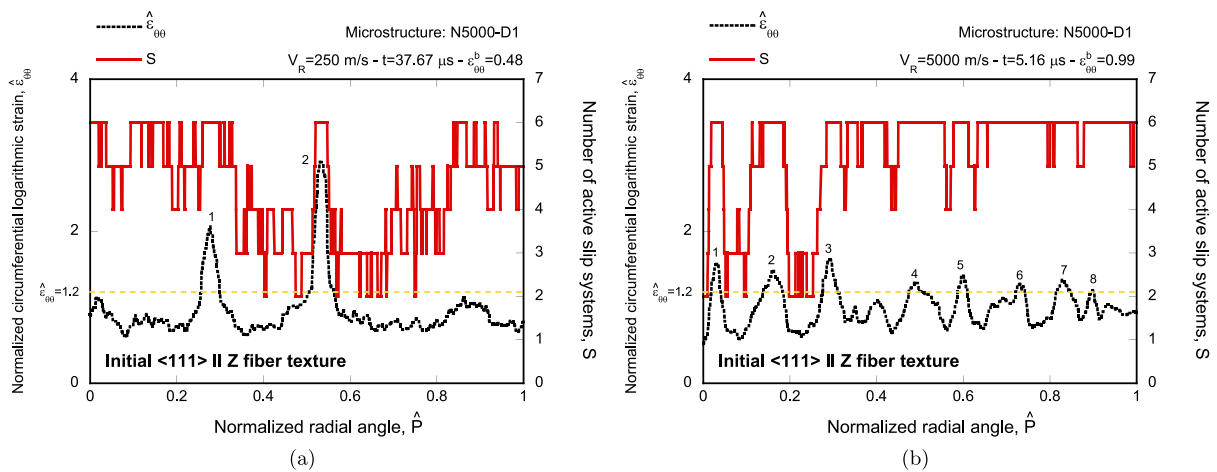 ε̂θθ
Microstructure: N5000-D1
S
V_R=250 m/s - t=37.67 μs - ε^b_θθ=0.48
4
7
6
5
4
3
2
1
0
2
0
ε̂θθ=1.2
Normalized circumferential logarithmic strain, ε̂θθ
Number of active slip systems, S
1
2
Initial <111> II Z fiber texture
0 0.2 0.4 0.6 0.8 1
Normalized radial angle, P̂
(a)
ε̂θθ
Microstructure: N5000-D1
S
V_R=5000 m/s - t=5.16 μs - ε^b_θθ=0.99
4
7
6
5
4
3
2
1
0
2
0
ε̂θθ=1.2
Normalized circumferential logarithmic strain, ε̂θθ
Number of active slip systems, S
1 2 3 4 5 6 7 8
Initial <111> II Z fiber texture
0 0.2 0.4 0.6 0.8 1
Normalized radial angle, P̂
(b)